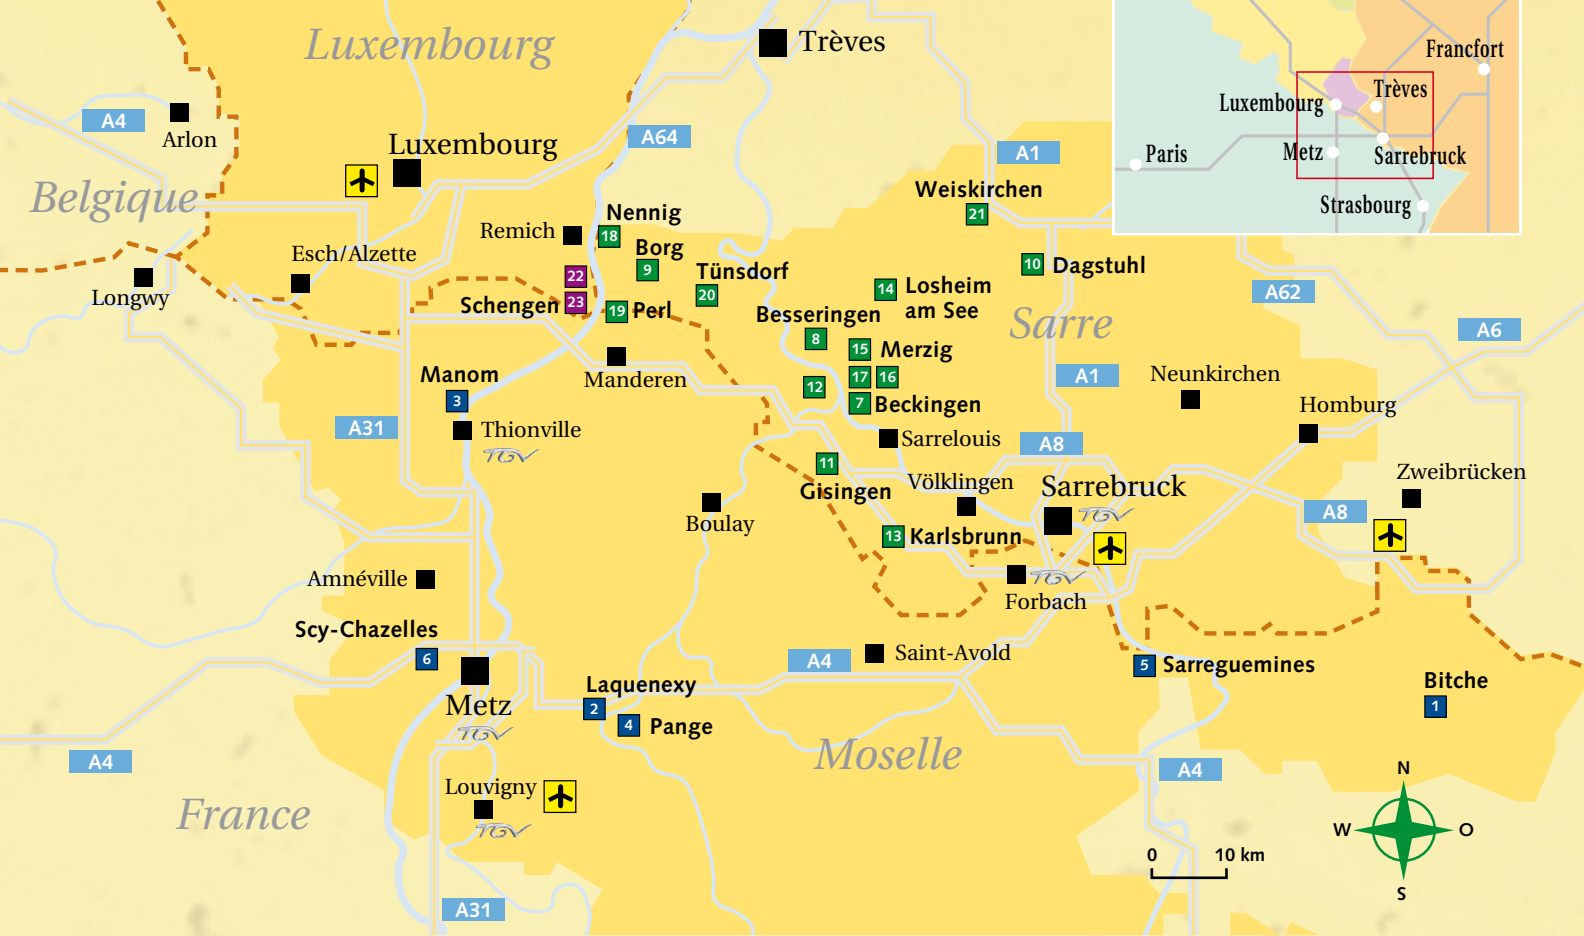 Luxembourg
Trèves
A4
Arlon
A64
Luxembourg
A1
Belgique
Weiskirchen
21
Nennig
Remich
18
Borg
9
Esch/Alzette
Tünsdorf
20
10 Dagstuhl
22
Longwy
Schengen 23
19 Perl
14 Losheim
am See
A62
Besseringen
8
Sarre
A6
15 Merzig
Manderen
12
17 16
Manom
3
A1
Neunkirchen
7 Beckingen
Homburg
A31
Thionville
TGV
Sarrelouis
A8
11
Gisingen
Völklingen
Sarrebruck
TGV
Zweibrücken
A8
Boulay
13 Karlsbrunn
Amnéville
TGV
Forbach
Scy-Chazelles
6
A4
Saint-Avold
5 Sarreguemines
Metz
TGV
Laquenexy
2
4 Pange
Bitche
1
A4
Moselle
A4
Louvigny
TGV
France
A31
0 10 km
N
W O
S
Francfort
Trèves
Luxembourg
Paris
Metz
Sarrebruck
Strasbourg